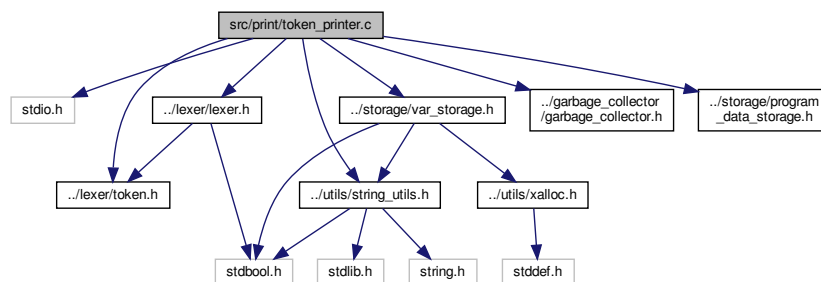 src/print/token_printer.c
stdio.h
../lexer/lexer.h
../storage/var_storage.h
../garbage_collector
/garbage_collector.h
../storage/program
_data_storage.h
../lexer/token.h
../utils/string_utils.h
../utils/xalloc.h
stdbool.h
stdlib.h
string.h
stddef.h